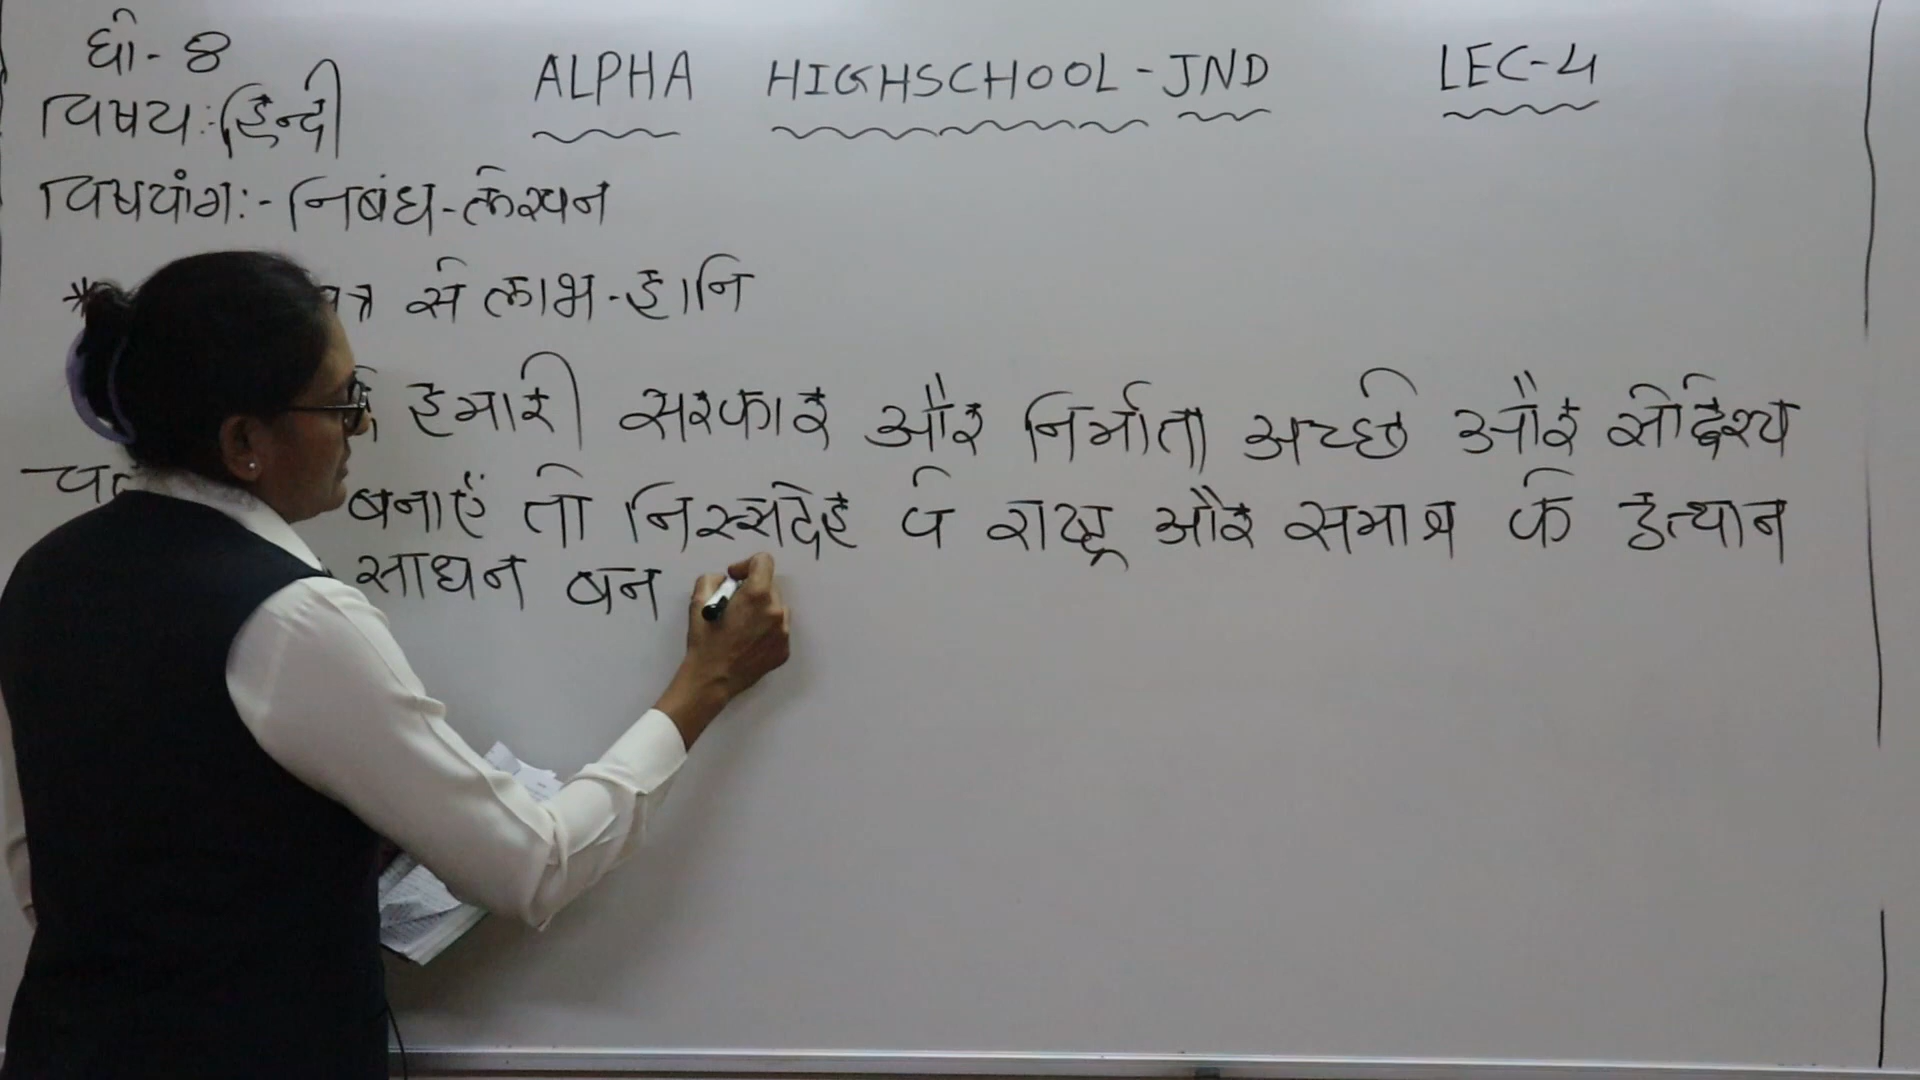 धो-8
ALPHA HIGHSCHOOL-JND
LEC-4
विषय:-हिन्दी
विषयांग:- निबंध-लेखन
* से लाभ-हानि
हमारी सरकार और निर्माता अच्छे और सोद्देश्य
बनाएँ तो निस्संदेह वे राष्ट्र और समाज के उत्थान
साधन बन